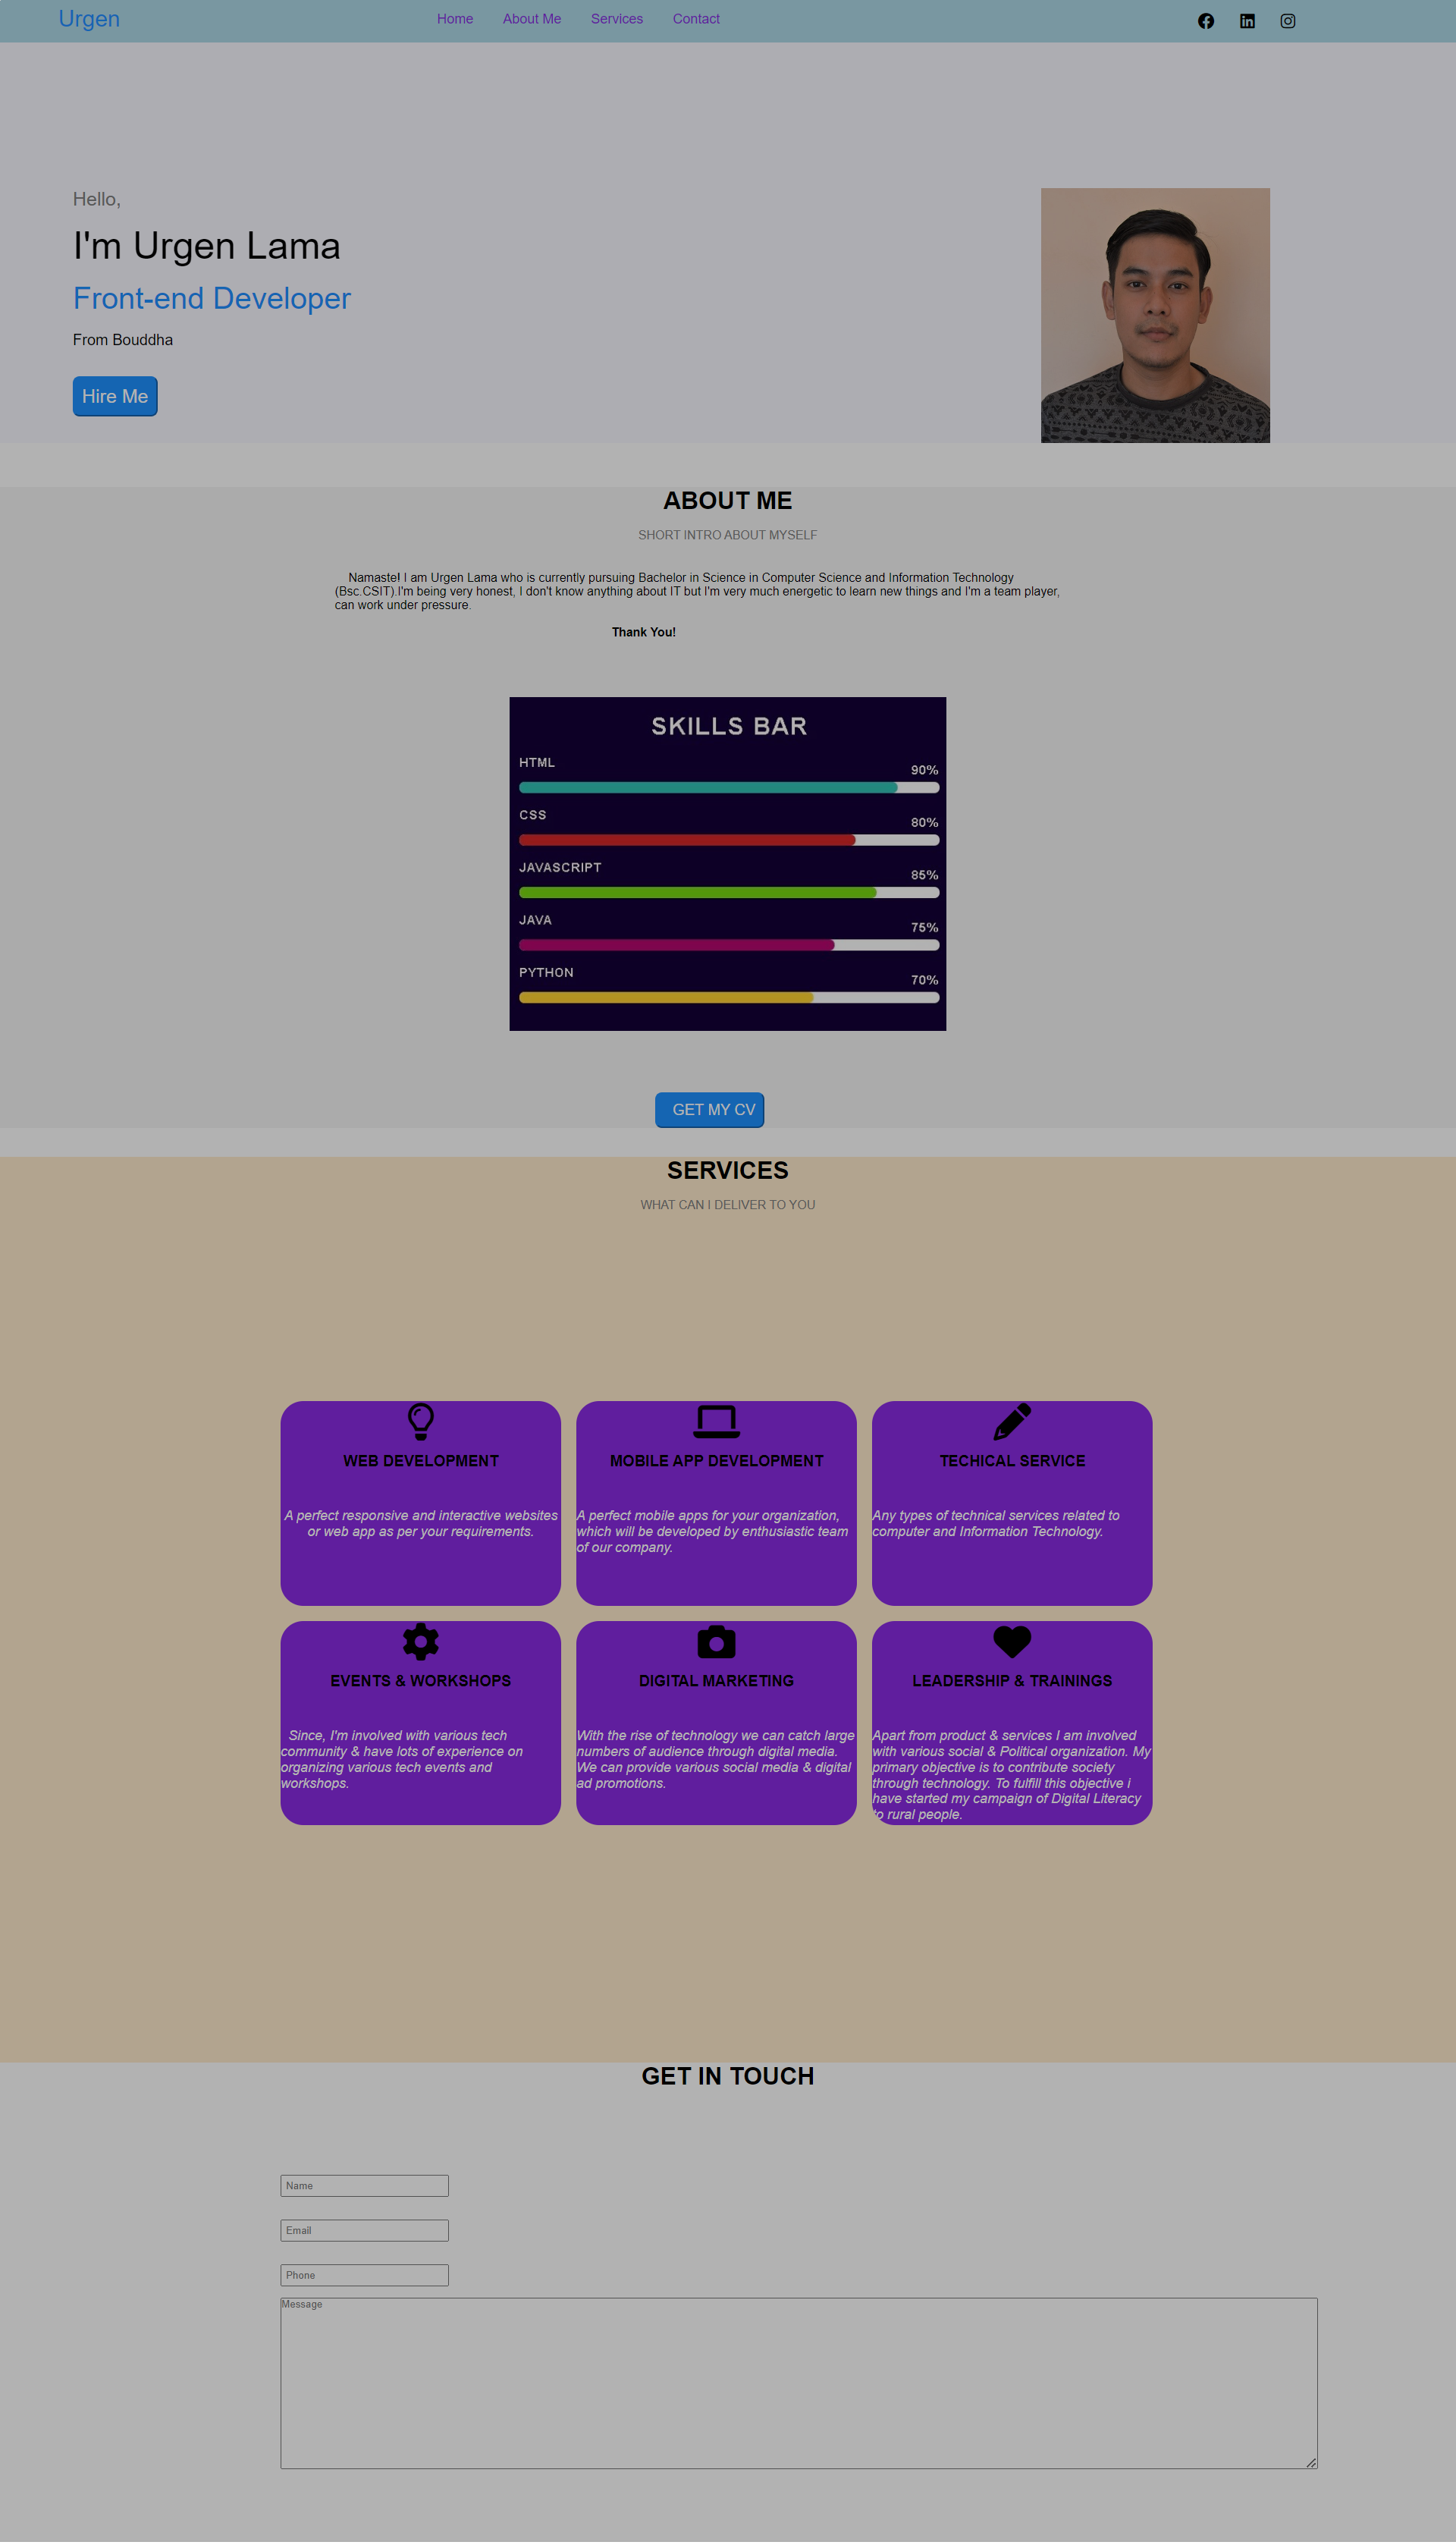 Urgen
Home About Me Services Contact
Hello,
I'm Urgen Lama
Front-end Developer
From Bouddha
Hire Me
ABOUT ME
SHORT INTRO ABOUT MYSELF
Namaste! I am Urgen Lama who is currently pursuing Bachelor in Science in Computer Science and Information Technology
(Bsc.CSIT).I'm being very honest, I don't know anything about IT but I'm very much energetic to learn new things and I'm a team player,
can work under pressure.
Thank You!
SKILLS BAR
HTML
90%
CSS
80%
JAVASCRIPT
85%
JAVA
75%
PYTHON
70%
GET MY CV
SERVICES
WHAT CAN I DELIVER TO YOU
WEB DEVELOPMENT
A perfect responsive and interactive websites
or web app as per your requirements.
MOBILE APP DEVELOPMENT
A perfect mobile apps for your organization,
which will be developed by enthusiastic team
of our company.
TECHICAL SERVICE
Any types of technical services related to
computer and Information Technology.
EVENTS & WORKSHOPS
Since, I'm involved with various tech
community & have lots of experience on
organizing various tech events and
workshops.
DIGITAL MARKETING
With the rise of technology we can catch large
numbers of audience through digital media.
We can provide various social media & digital
ad promotions.
LEADERSHIP & TRAININGS
Apart from product & services I am involved
with various social & Political organization. My
primary objective is to contribute society
through technology. To fulfill this objective i
have started my campaign of Digital Literacy
to rural people.
GET IN TOUCH
Name
Email
Phone
Message